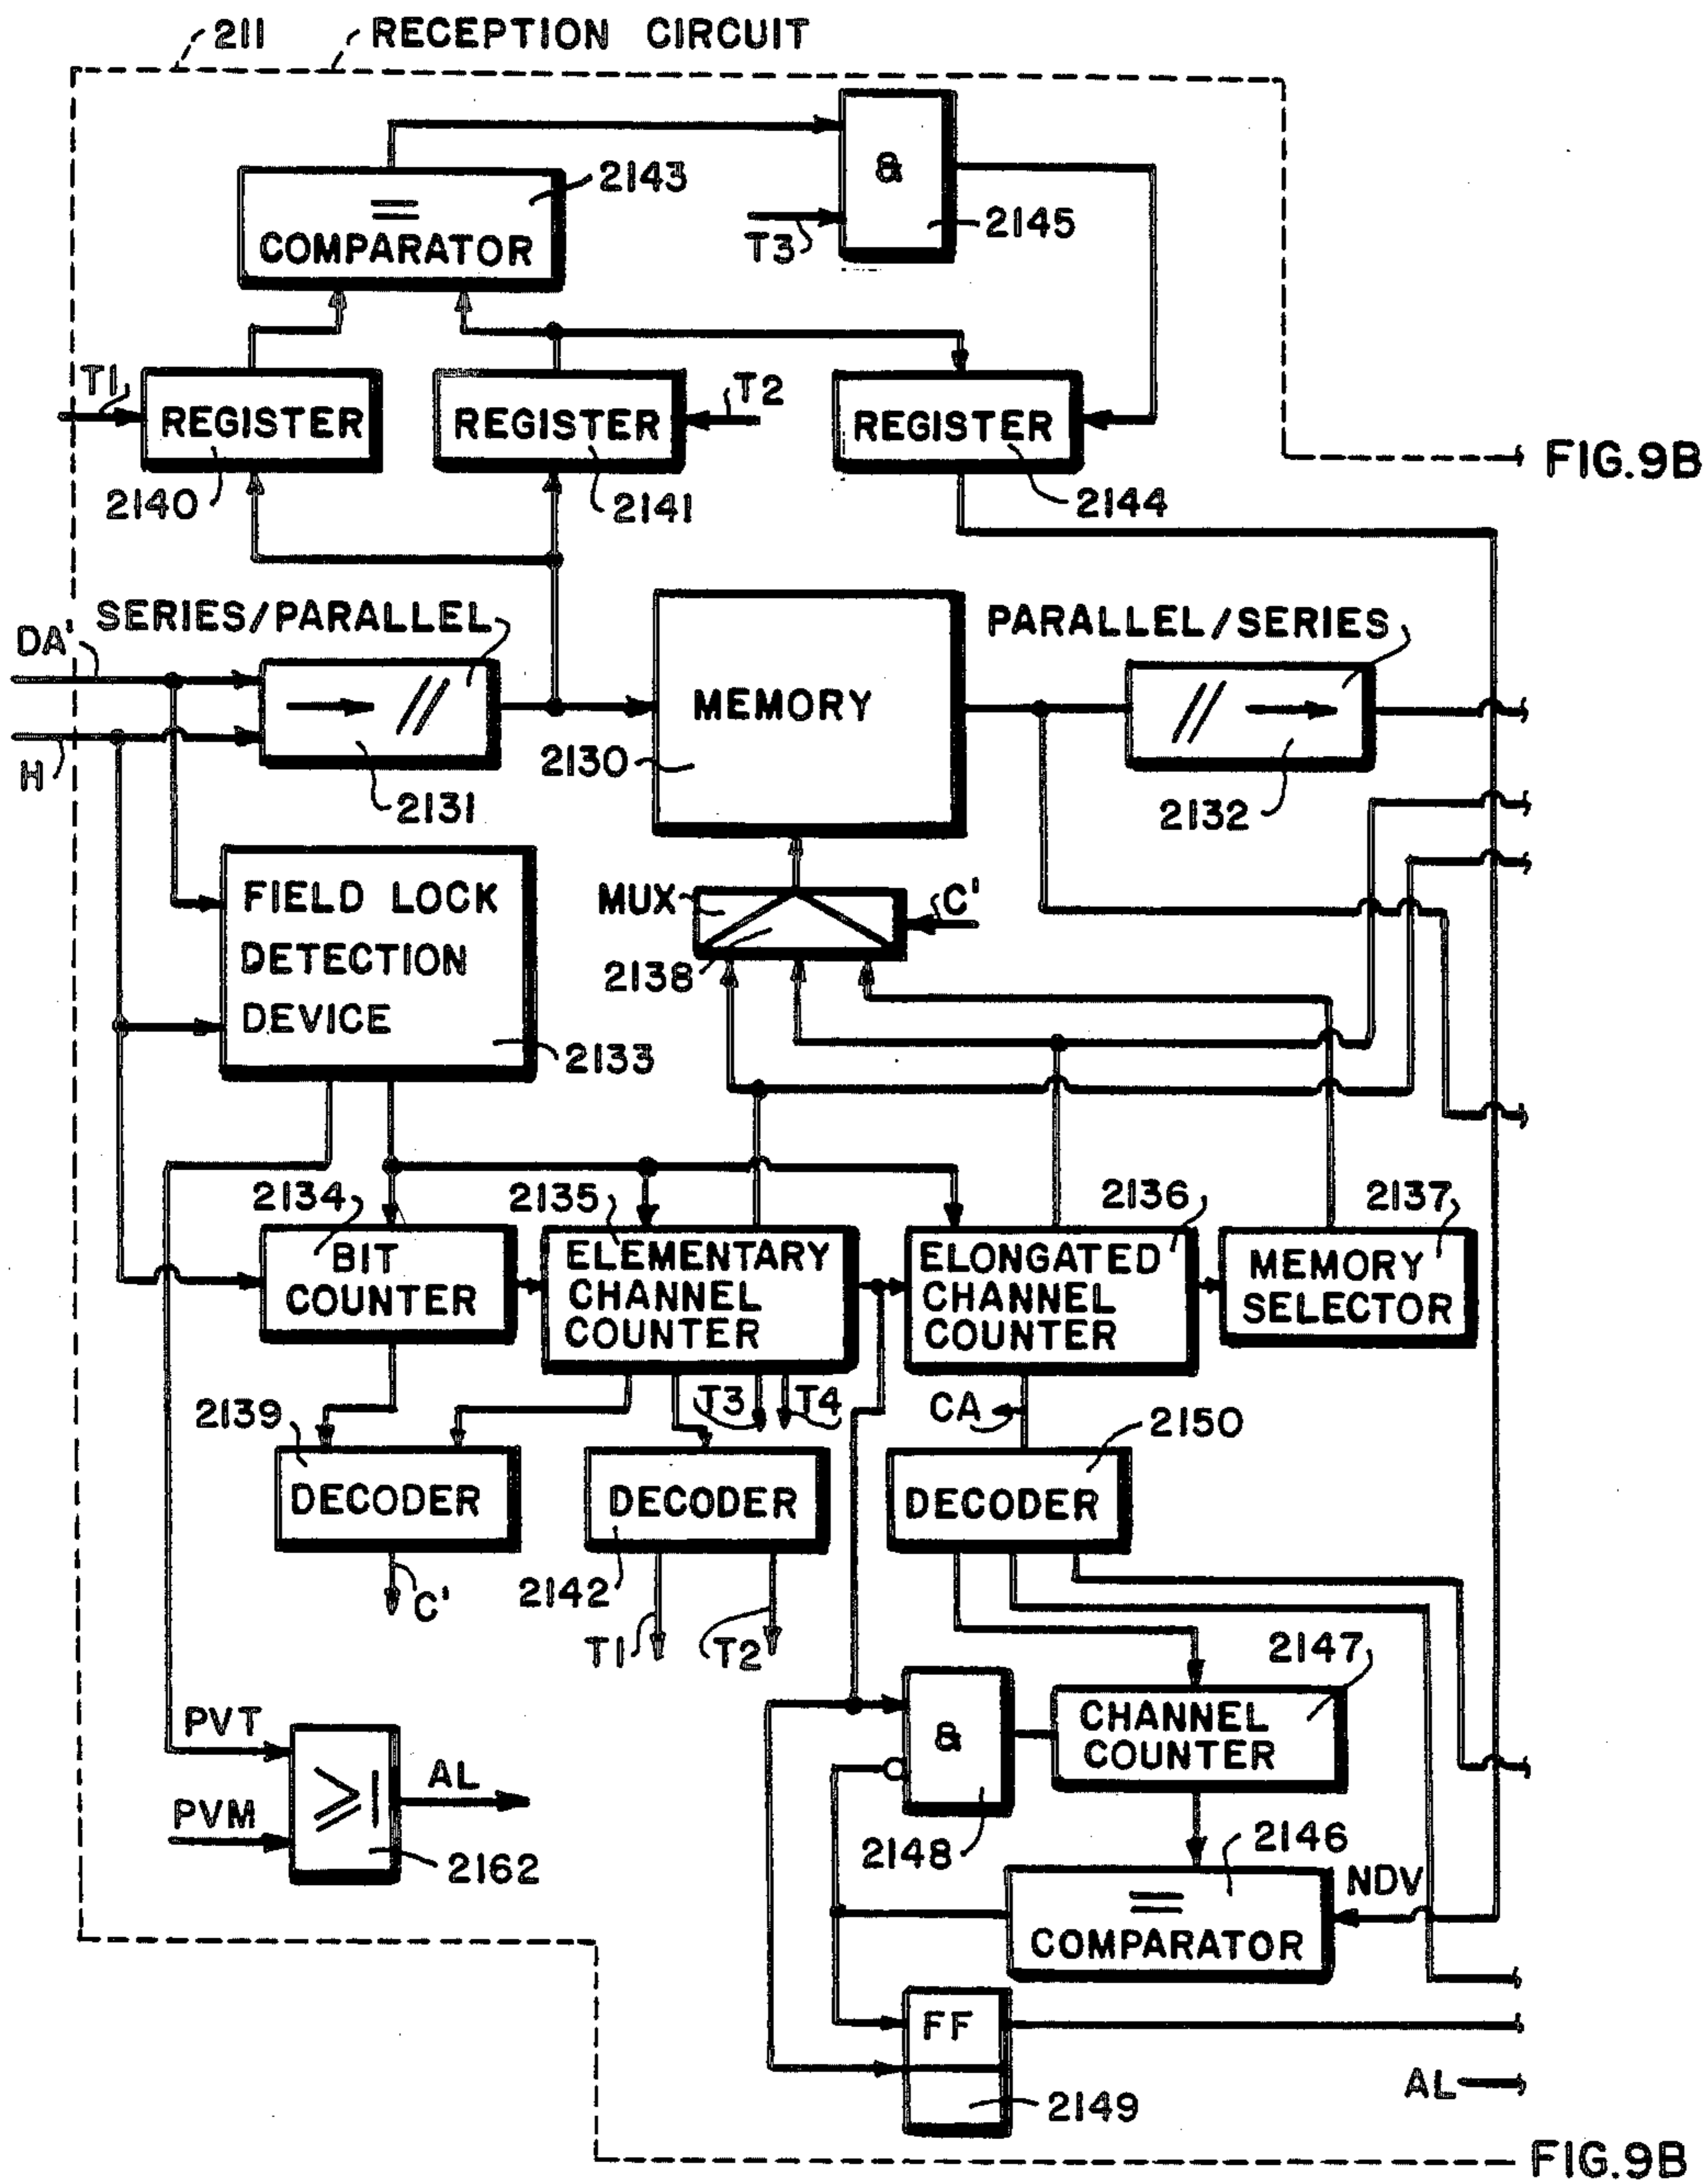 211 RECEPTION CIRCUIT
&
2143
=
COMPARATOR
T3
2145
T1
REGISTER
REGISTER
T2
REGISTER
FIG.9B
2140
2141
2144
SERIES/PARALLEL
PARALLEL/SERIES
DA'
→ //
MEMORY
// →
H
2130
2131
2132
FIELD LOCK
DETECTION
DEVICE
2133
MUX
C'
2138
2134
2135
2136
2137
BIT
COUNTER
ELEMENTARY
CHANNEL
COUNTER
ELONGATED
CHANNEL
COUNTER
MEMORY
SELECTOR
T3
T4
CA
2139
2150
DECODER
DECODER
DECODER
C'
2142
T1
T2
2147
PVT
&
CHANNEL
COUNTER
≥1
AL
PVM
2162
2148
2146
NDV
=
COMPARATOR
FF
2149
AL
FIG.9B